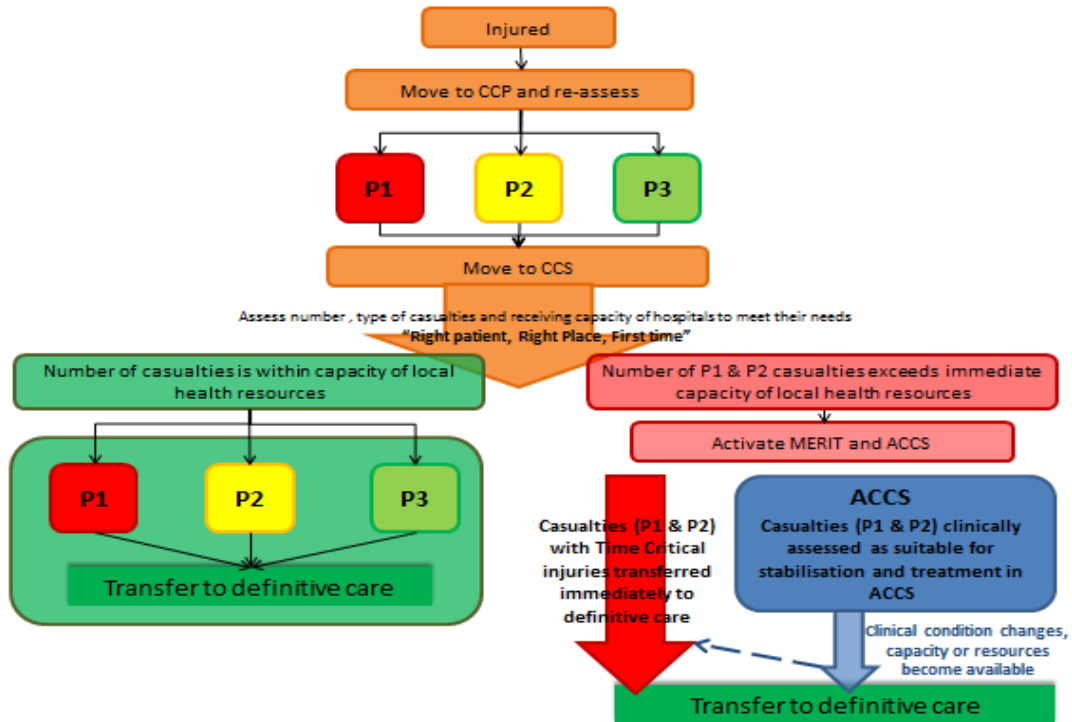 Injured
Move to CCP and re-assess
P1
P2
P3
Move to CCS
Assess number , type of casualties and receiving capacity of hospitals to meet their needs
“Right patient, Right Place, First time”
Number of casualties is within capacity of local
health resources
P1
P2
P3
Transfer to definitive care
Number of P1 & P2 casualties exceeds immediate
capacity of local health resources
Activate MERIT and ACCS
Casualties (P1 & P2)
with Time Critical
injuries transferred
immediately to
definitive care
ACCS
Casualties (P1 & P2) clinically
assessed as suitable for
stabilisation and treatment in
ACCS
Clinical condition changes,
capacity or resources
become available
Transfer to definitive care